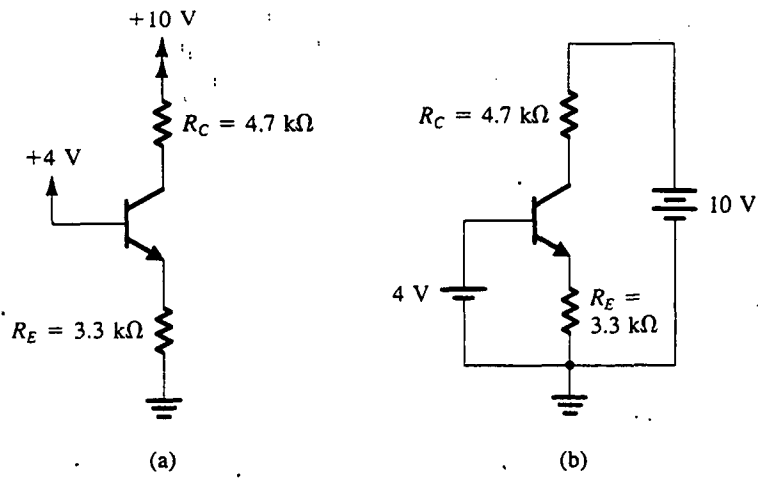 +10 V
R_C = 4.7 kΩ
+4 V
R_E = 3.3 kΩ
(a)
R_C = 4.7 kΩ
10 V
4 V
R_E =
3.3 kΩ
(b)